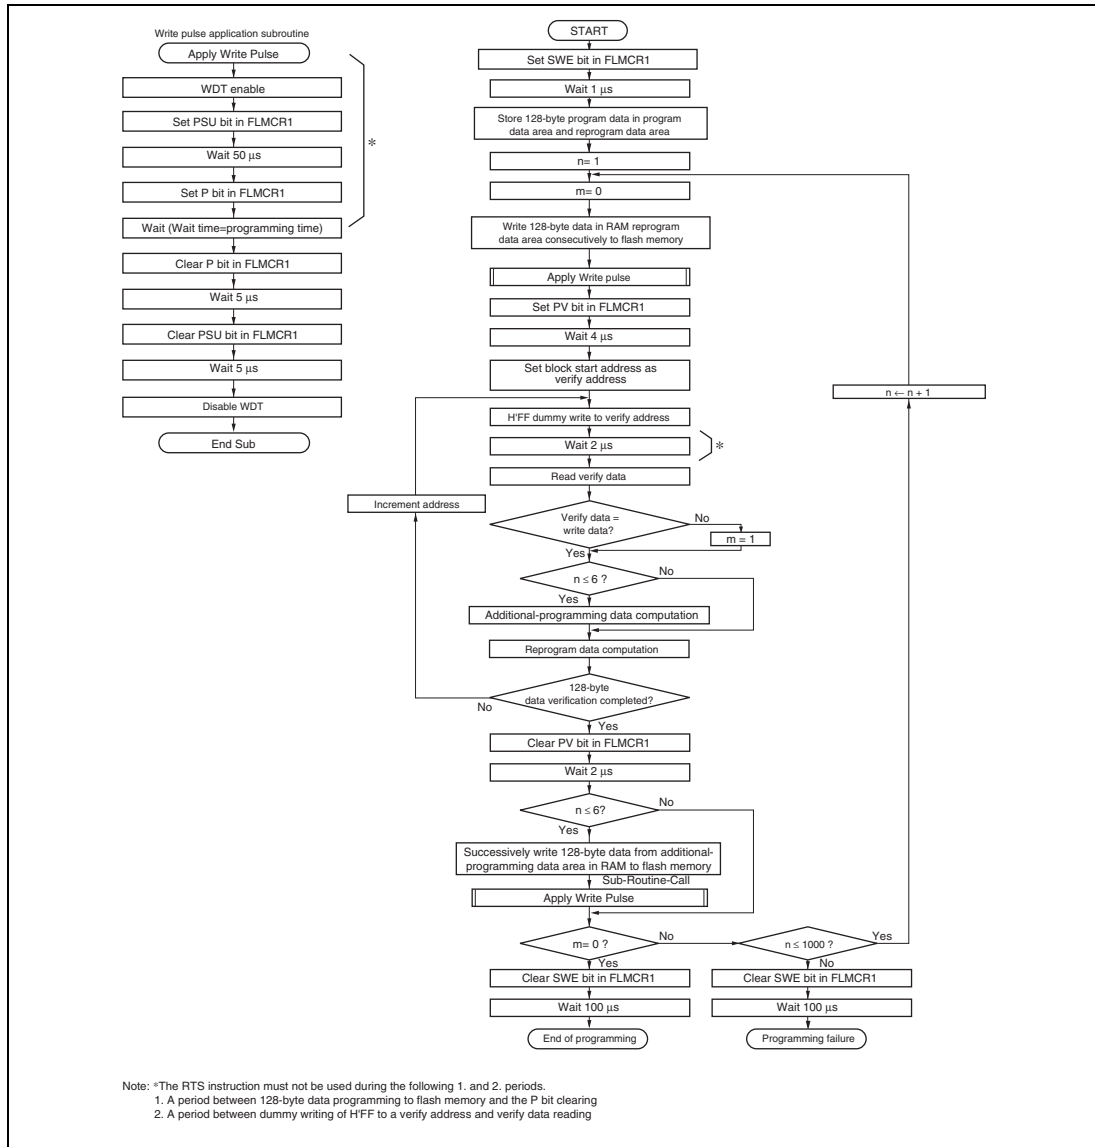 Write pulse application subroutine
Apply Write Pulse
WDT enable
Set PSU bit in FLMCR1
Wait 50 µs
Set P bit in FLMCR1
Wait (Wait time=programming time)
*
Clear P bit in FLMCR1
Wait 5 µs
Clear PSU bit in FLMCR1
Wait 5 µs
Disable WDT
End Sub
START
Set SWE bit in FLMCR1
Wait 1 µs
Store 128-byte program data in program
data area and reprogram data area
n= 1
m= 0
Write 128-byte data in RAM reprogram
data area consecutively to flash memory
Apply Write pulse
Set PV bit in FLMCR1
Wait 4 µs
Set block start address as
verify address
n ← n + 1
H'FF dummy write to verify address
Wait 2 µs
*
Read verify data
Increment address
Verify data =
write data?
No
m = 1
Yes
n ≤ 6 ?
No
Yes
Additional-programming data computation
Reprogram data computation
128-byte
data verification completed?
No
Yes
Clear PV bit in FLMCR1
Wait 2 µs
n ≤ 6?
No
Yes
Successively write 128-byte data from additional-
programming data area in RAM to flash memory
Sub-Routine-Call
Apply Write Pulse
m= 0 ?
No
n ≤ 1000 ?
Yes
Yes
No
Clear SWE bit in FLMCR1
Clear SWE bit in FLMCR1
Wait 100 µs
Wait 100 µs
End of programming
Programming failure
Note: *The RTS instruction must not be used during the following 1. and 2. periods.
1. A period between 128-byte data programming to flash memory and the P bit clearing
2. A period between dummy writing of H'FF to a verify address and verify data reading